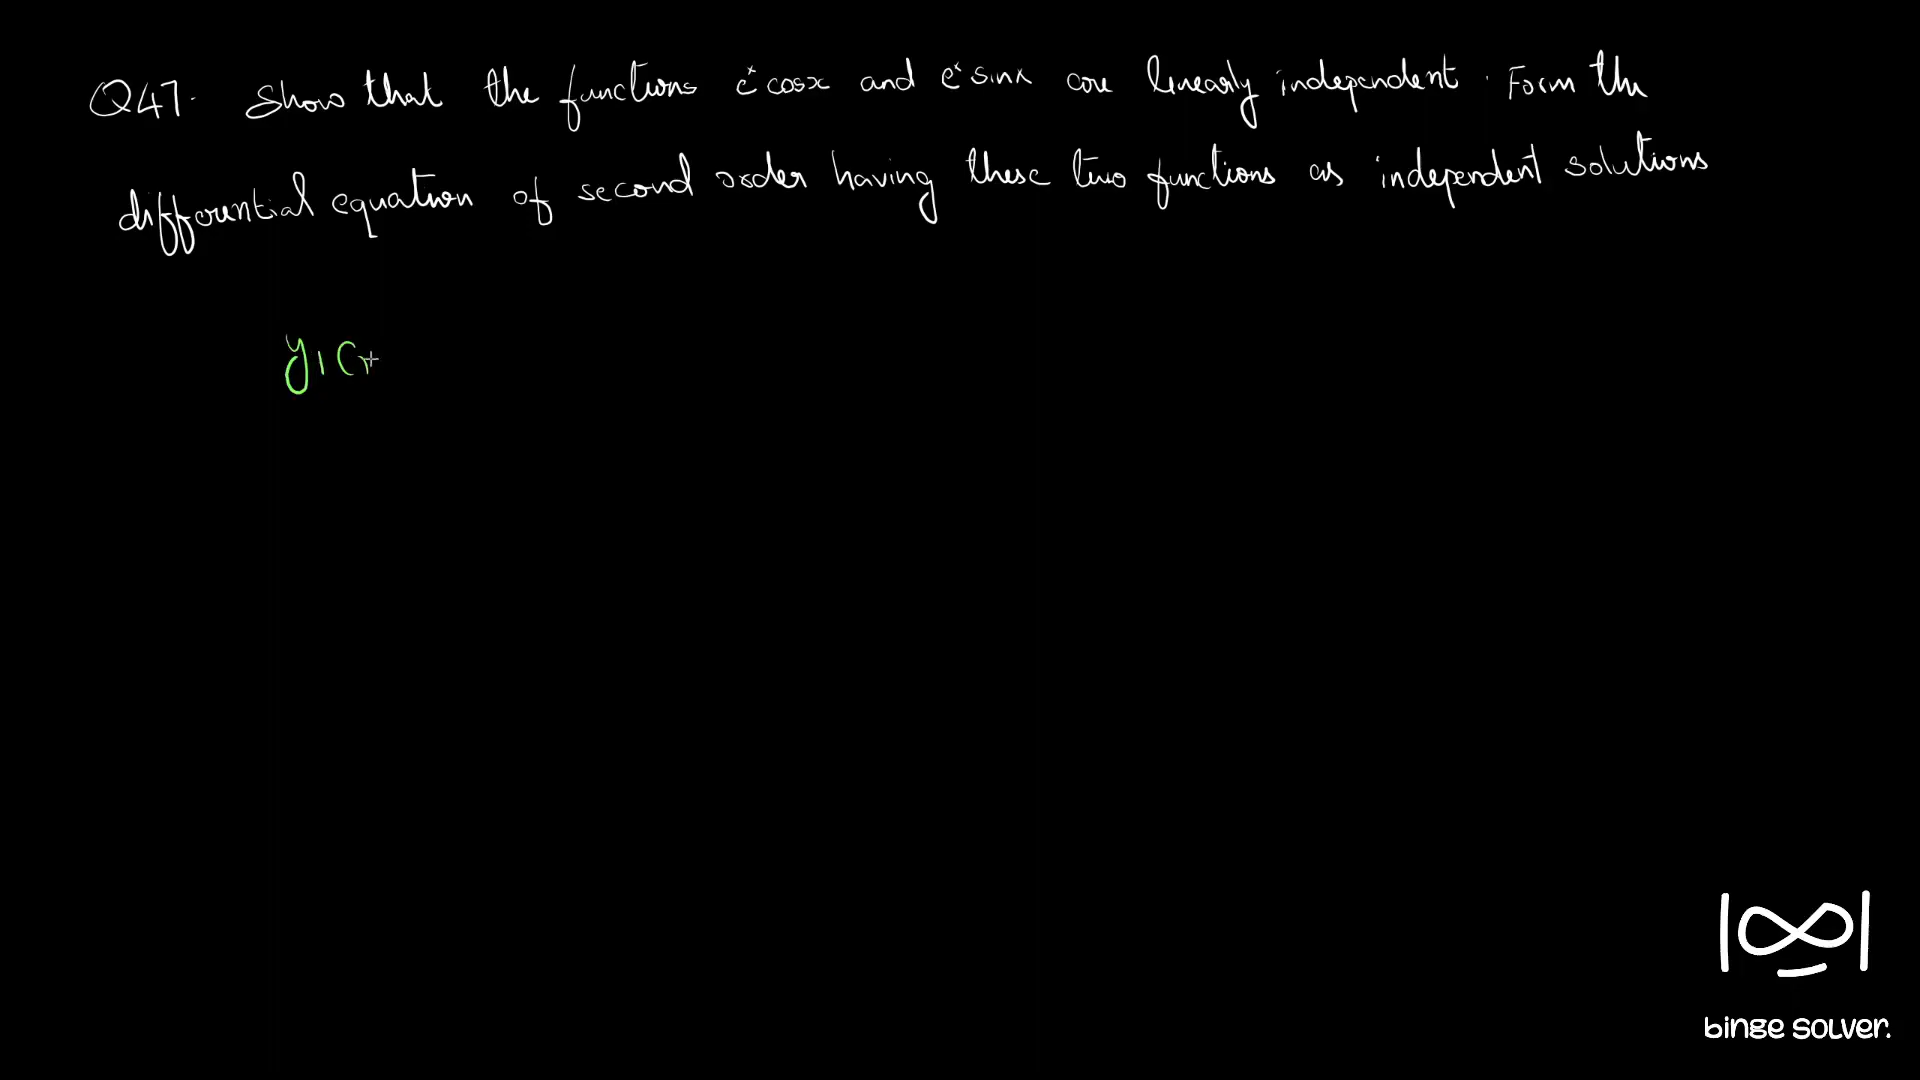 Q47. Show that the functions eˣ cosx and eˣ sinx are linearly independent. Form the
differential equation of second order having these two functions as independent solutions
y₁(x
binge solver.